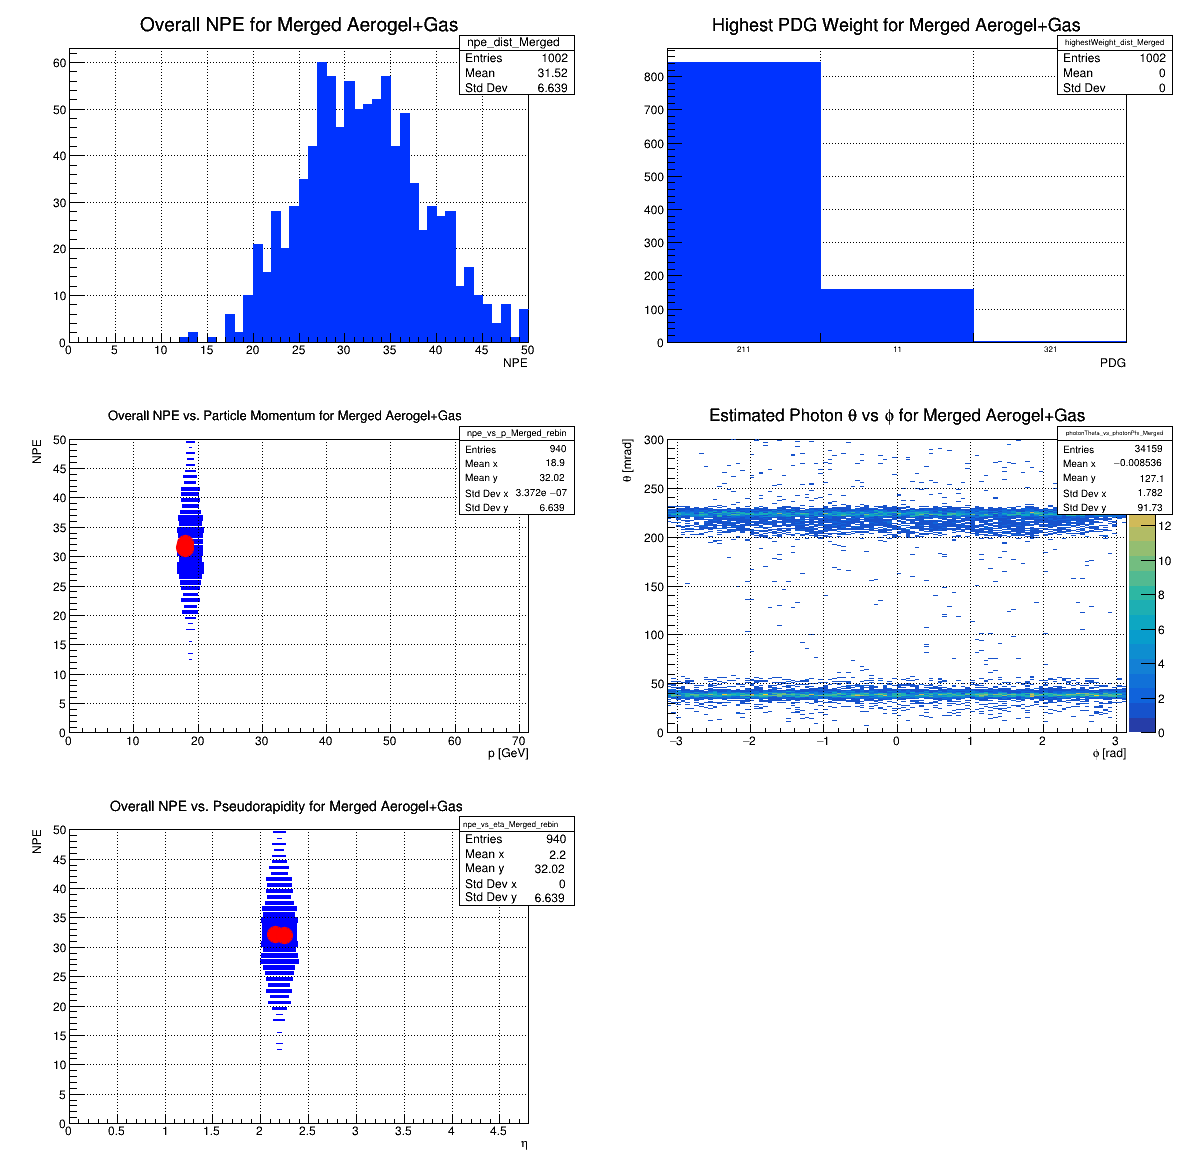 Overall NPE for Merged Aerogel+Gas
npe_dist_Merged
Entries 1002
Mean 31.52
Std Dev 6.639
60
50
40
30
20
10
0
0 5 10 15 20 25 30 35 40 45 50
NPE
Highest PDG Weight for Merged Aerogel+Gas
highestWeight_dist_Merged
Entries 1002
Mean 0
Std Dev 0
800
700
600
500
400
300
200
100
0
211 11 321
PDG
Overall NPE vs. Particle Momentum for Merged Aerogel+Gas
NPE
npe_vs_p_Merged_rebin
Entries 940
Mean x 18.9
Mean y 32.02
Std Dev x 3.372e −07
Std Dev y 6.639
50
45
40
35
30
25
20
15
10
5
0
0 10 20 30 40 50 60 70
p [GeV]
Estimated Photon θ vs ϕ for Merged Aerogel+Gas
θ [mrad]
photonTheta_vs_photonPhi_Merged
Entries 34159
Mean x −0.008536
Mean y 127.1
Std Dev x 1.782
Std Dev y 91.73
300
250
200
150
100
50
0
−3 −2 −1 0 1 2 3
ϕ [rad]
12
10
8
6
4
2
0
Overall NPE vs. Pseudorapidity for Merged Aerogel+Gas
NPE
npe_vs_eta_Merged_rebin
Entries 940
Mean x 2.2
Mean y 32.02
Std Dev x 0
Std Dev y 6.639
50
45
40
35
30
25
20
15
10
5
0
0 0.5 1 1.5 2 2.5 3 3.5 4 4.5
η